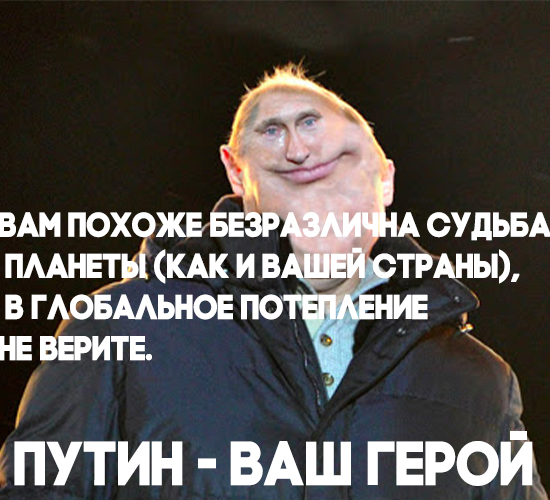 ВАМ ПОХОЖЕ БЕЗРАЗЛИЧНА СУДЬБА
ПЛАНЕТЫ (КАК И ВАШЕЙ СТРАНЫ),
В ГЛОБАЛЬНОЕ ПОТЕПЛЕНИЕ
НЕ ВЕРИТЕ.
ПУТИН - ВАШ ГЕРОЙ